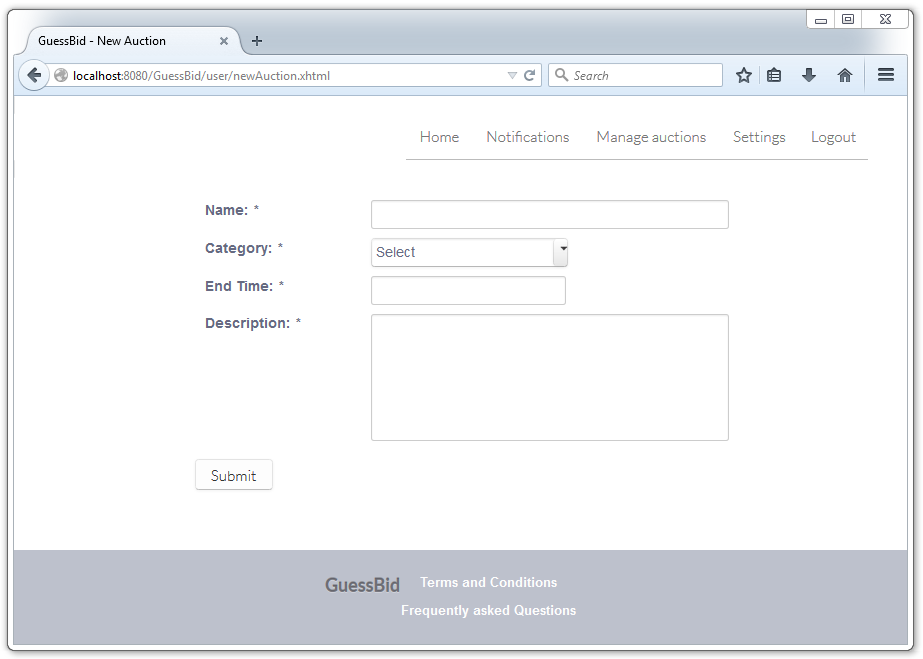 GuessBid - New Auction
localhost:8080/GuessBid/user/newAuction.xhtml
Search
Home Notifications Manage auctions Settings Logout
Name: *
Category: * Select
End Time: *
Description: *
Submit
GuessBid Terms and Conditions
Frequently asked Questions